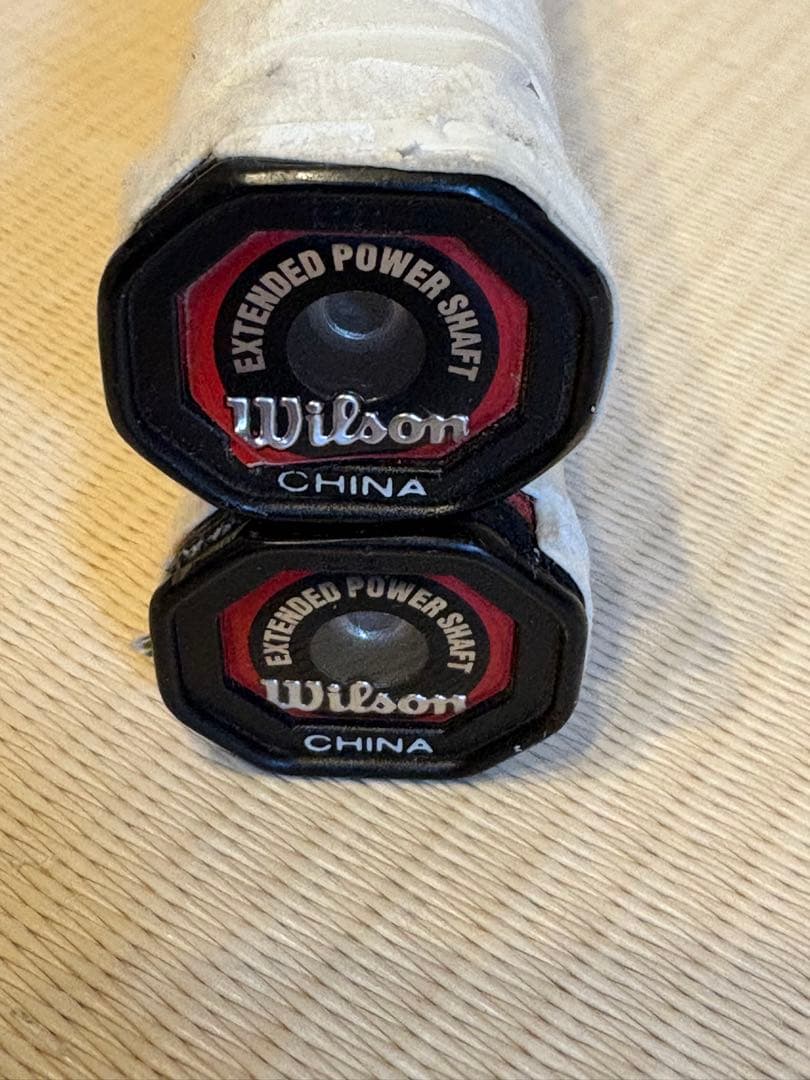 EXTENDED POWER SHAFT
Wilson
CHINA
EXTENDED POWER SHAFT
Wilson
CHINA